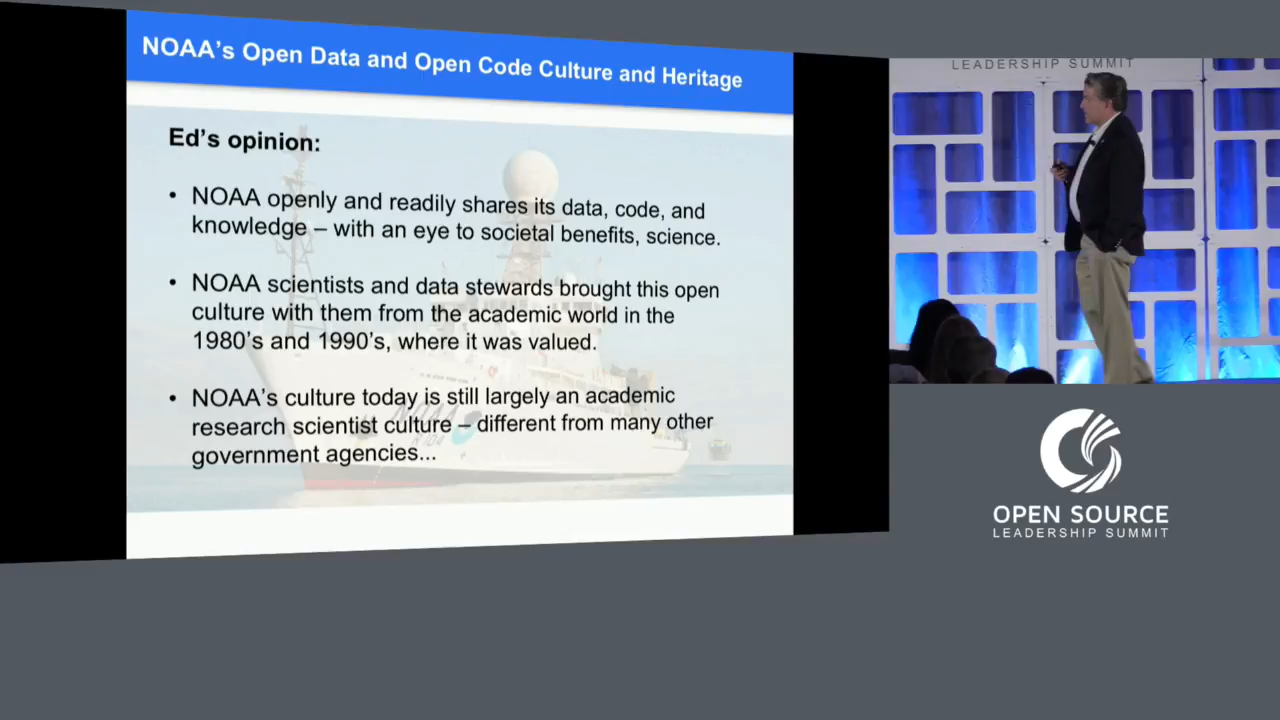 NOAA's Open Data and Open Code Culture and Heritage
Ed's opinion:
• NOAA openly and readily shares its data, code, and
knowledge – with an eye to societal benefits, science.
• NOAA scientists and data stewards brought this open
culture with them from the academic world in the
1980's and 1990's, where it was valued.
• NOAA's culture today is still largely an academic
research scientist culture – different from many other
government agencies...
NOAA
R 104
LEADERSHIP SUMMIT
OPEN SOURCE
LEADERSHIP SUMMIT